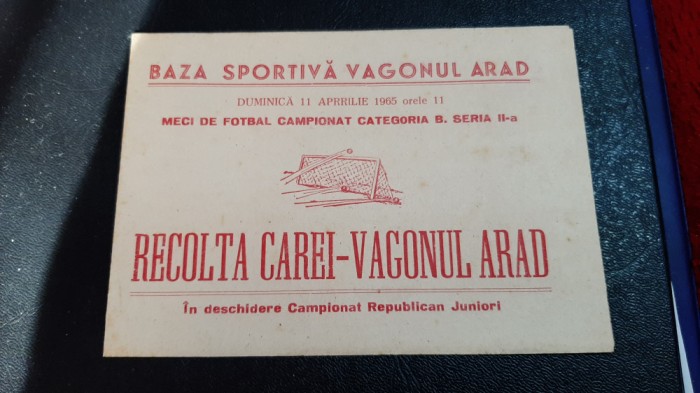 BAZA SPORTIVĂ VAGONUL ARAD
DUMINICĂ 11 APRRILIE 1965 orele 11
MECI DE FOTBAL CAMPIONAT CATEGORIA B. SERIA II-a
RECOLTA CAREI-VAGONUL ARAD
În deschidere Campionat Republican Juniori